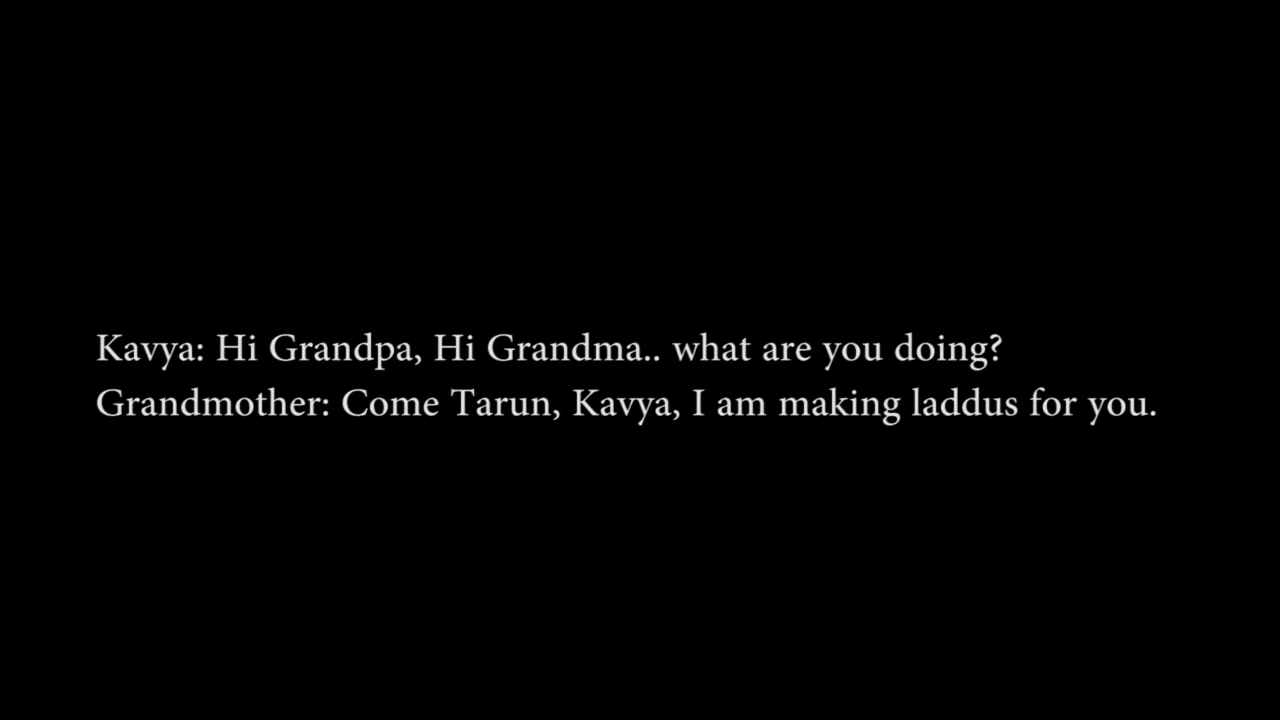 Kavya: Hi Grandpa, Hi Grandma.. what are you doing?
Grandmother: Come Tarun, Kavya, I am making laddus for you.